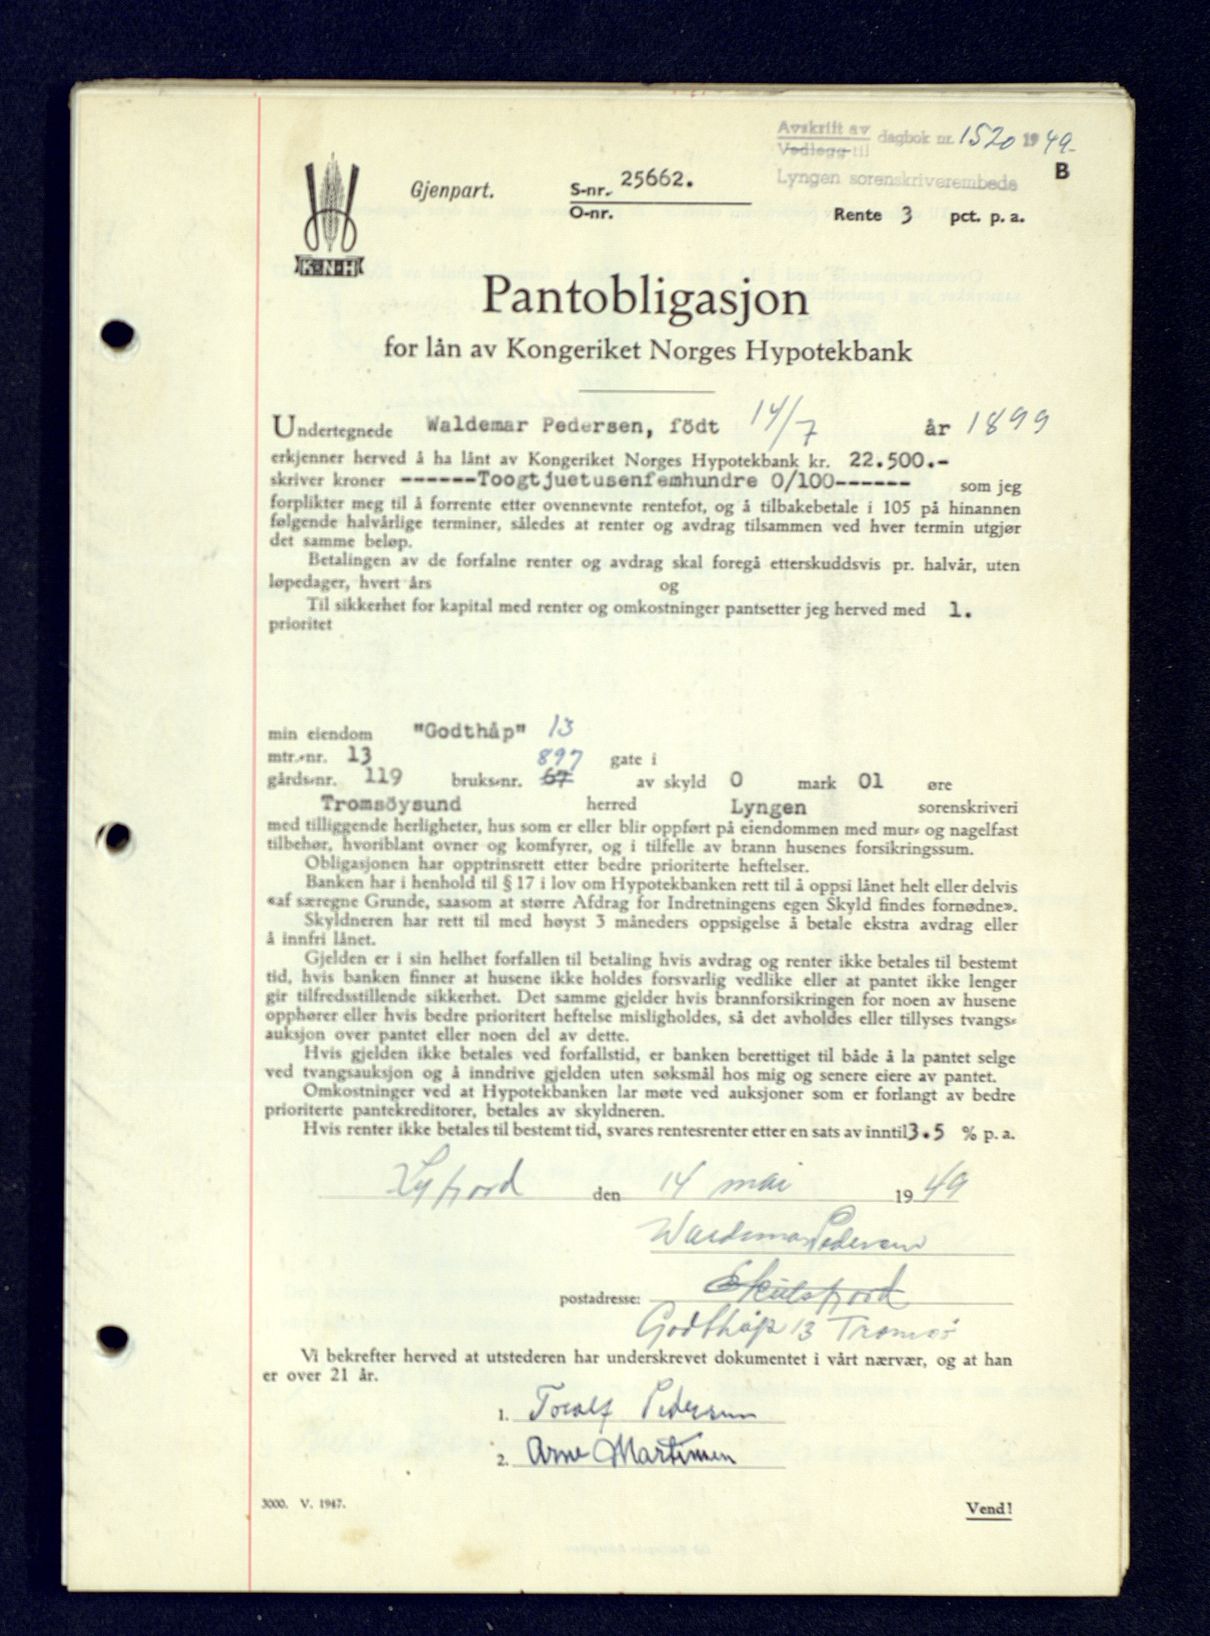 Avskrift av
Vedlegg til dagbok nr. 1520 1949.
Lyngen sorenskriverembede
B
K·N·H
Gjenpart.
S-nr. 25662.
O-nr.
Rente 3 pct. p. a.
Pantobligasjon
for lån av Kongeriket Norges Hypotekbank
Undertegnede Waldemar Pedersen, födt 14/7 år 1899
erkjenner herved å ha lånt av Kongeriket Norges Hypotekbank kr. 22.500.-
skriver kroner ------Toogtjuetusenfemhundre 0/100------ som jeg
forplikter meg til å forrente etter ovennevnte rentefot, og å tilbakebetale i 105 på hinannen
følgende halvårlige terminer, således at renter og avdrag tilsammen ved hver termin utgjør
det samme beløp.
Betalingen av de forfalne renter og avdrag skal foregå etterskuddsvis pr. halvår, uten
løpedager, hvert års og
Til sikkerhet for kapital med renter og omkostninger pantsetter jeg herved med 1.
prioritet
min eiendom "Godthåp" 13
mtr.-nr. 13 897 gate i
gårds-nr. 119 bruks-nr. 67 av skyld 0 mark 01 øre
Tromsöysund herred Lyngen sorenskriveri
med tilliggende herligheter, hus som er eller blir oppført på eiendommen med mur- og nagelfast
tilbehør, hvoriblant ovner og komfyrer, og i tilfelle av brann husenes forsikringssum.
Obligasjonen har opptrinsrett etter bedre prioriterte heftelser.
Banken har i henhold til § 17 i lov om Hypotekbanken rett til å oppsi lånet helt eller delvis
«af særegne Grunde, saasom at større Afdrag for Indretningens egen Skyld findes fornødne».
Skyldneren har rett til med høyst 3 måneders oppsigelse å betale ekstra avdrag eller
å innfri lånet.
Gjelden er i sin helhet forfallen til betaling hvis avdrag og renter ikke betales til bestemt
tid, hvis banken finner at husene ikke holdes forsvarlig vedlike eller at pantet ikke lenger
gir tilfredsstillende sikkerhet. Det samme gjelder hvis brannforsikringen for noen av husene
opphører eller hvis bedre prioritert heftelse misligholdes, så det avholdes eller tillyses tvangs-
auksjon over pantet eller noen del av dette.
Hvis gjelden ikke betales ved forfallstid, er banken berettiget til både å la pantet selge
ved tvangsauksjon og å inndrive gjelden uten søksmål hos mig og senere eiere av pantet.
Omkostninger ved at Hypotekbanken lar møte ved auksjoner som er forlangt av bedre
prioriterte pantekreditorer, betales av skyldneren.
Hvis renter ikke betales til bestemt tid, svares rentesrenter etter en sats av inntil 3.5 % p. a.
Lyfjord den 14 mai 1949
Waldemar Pedersen
postadresse: Skulsfjord
Godthåp 13 Tromsö
Vi bekrefter herved at utstederen har underskrevet dokumentet i vårt nærvær, og at han
er over 21 år.
1. Toralf Pedersen
2. Arne Martinsen
3000. V. 1947.
Vend!